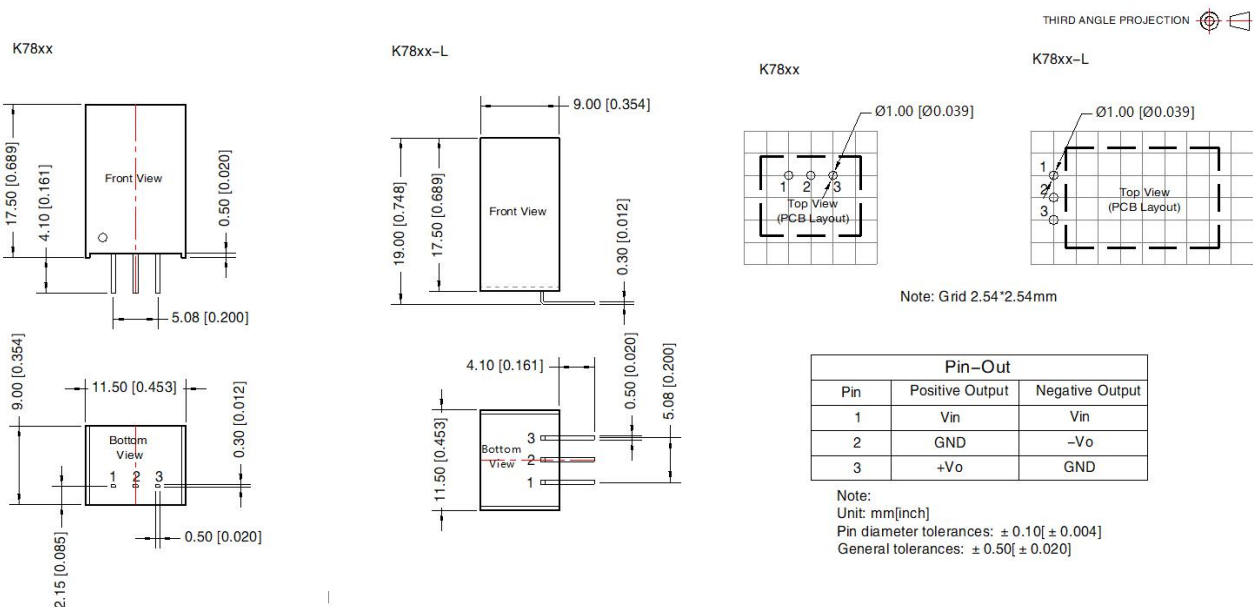 THIRD ANGLE PROJECTION
K78xx
Front View
17.50 [0.689]
4.10 [0.161]
0.50 [0.020]
5.08 [0.200]
9.00 [0.354]
11.50 [0.453]
0.30 [0.012]
Bottom
View
1 2 3
0.50 [0.020]
2.15 [0.085]
K78xx-L
9.00 [0.354]
19.00 [0.748]
17.50 [0.689]
Front View
0.30 [0.012]
4.10 [0.161]
0.50 [0.020]
5.08 [0.200]
11.50 [0.453]
Bottom
View
3
2
1
K78xx
Ø1.00 [Ø0.039]
1 2 3
Top View
(PCB Layout)
K78xx-L
Ø1.00 [Ø0.039]
1
2
3
Top View
(PCB Layout)
Note: Grid 2.54*2.54mm
Pin-Out
Pin Positive Output Negative Output
1 Vin Vin
2 GND -Vo
3 +Vo GND
Note:
Unit: mm[inch]
Pin diameter tolerances: ± 0.10[ ± 0.004]
General tolerances: ± 0.50[ ± 0.020]